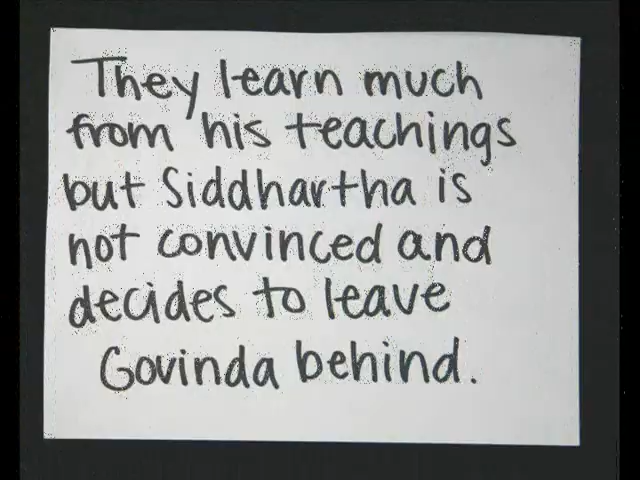 They learn much
from his teachings
but Siddhartha is
not convinced and
decides to leave
Govinda behind.